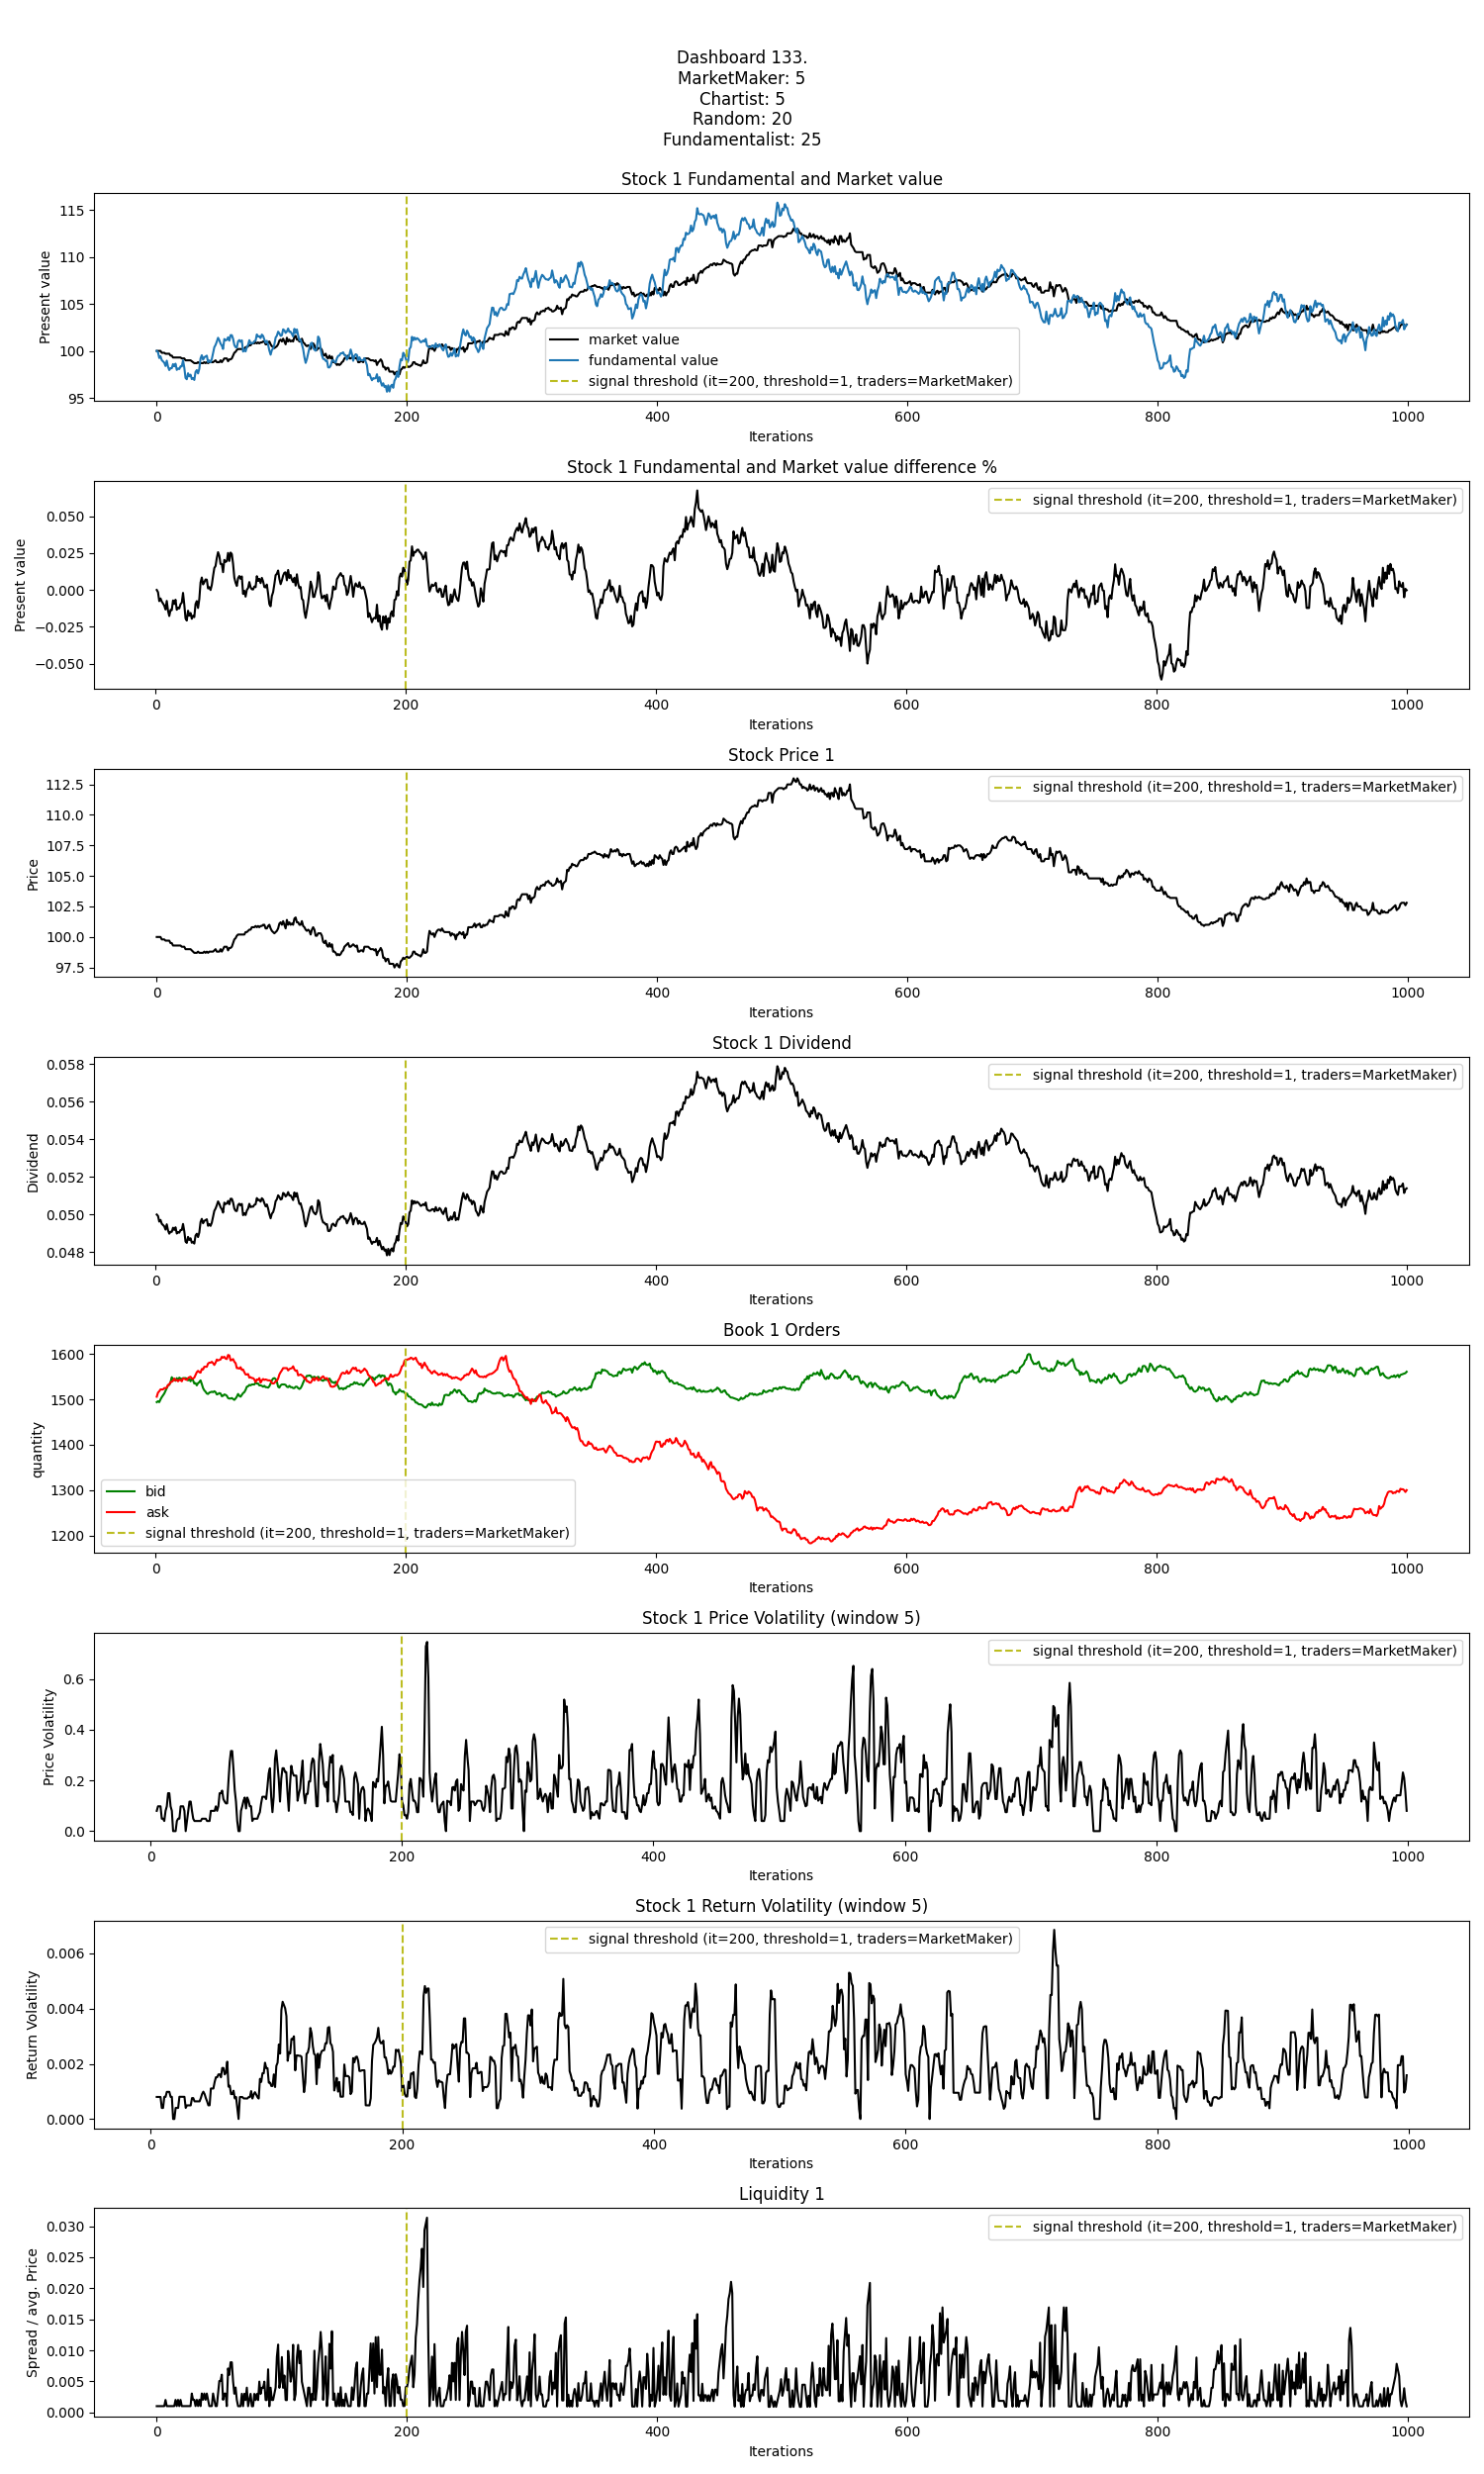 Dashboard 133.
MarketMaker: 5
Chartist: 5
Random: 20
Fundamentalist: 25
Stock 1 Fundamental and Market value
Present value
115
110
105
100
95
market value
fundamental value
signal threshold (it=200, threshold=1, traders=MarketMaker)
0 200 400 600 800 1000
Iterations
Stock 1 Fundamental and Market value difference %
Present value
0.050
0.025
0.000
−0.025
−0.050
signal threshold (it=200, threshold=1, traders=MarketMaker)
0 200 400 600 800 1000
Iterations
Stock Price 1
Price
112.5
110.0
107.5
105.0
102.5
100.0
97.5
signal threshold (it=200, threshold=1, traders=MarketMaker)
0 200 400 600 800 1000
Iterations
Stock 1 Dividend
Dividend
0.058
0.056
0.054
0.052
0.050
0.048
signal threshold (it=200, threshold=1, traders=MarketMaker)
0 200 400 600 800 1000
Iterations
Book 1 Orders
quantity
1600
1500
1400
1300
1200
bid
ask
signal threshold (it=200, threshold=1, traders=MarketMaker)
0 200 400 600 800 1000
Iterations
Stock 1 Price Volatility (window 5)
Price Volatility
0.6
0.4
0.2
0.0
signal threshold (it=200, threshold=1, traders=MarketMaker)
0 200 400 600 800 1000
Iterations
Stock 1 Return Volatility (window 5)
Return Volatility
0.006
0.004
0.002
0.000
signal threshold (it=200, threshold=1, traders=MarketMaker)
0 200 400 600 800 1000
Iterations
Liquidity 1
Spread / avg. Price
0.030
0.025
0.020
0.015
0.010
0.005
0.000
signal threshold (it=200, threshold=1, traders=MarketMaker)
0 200 400 600 800 1000
Iterations